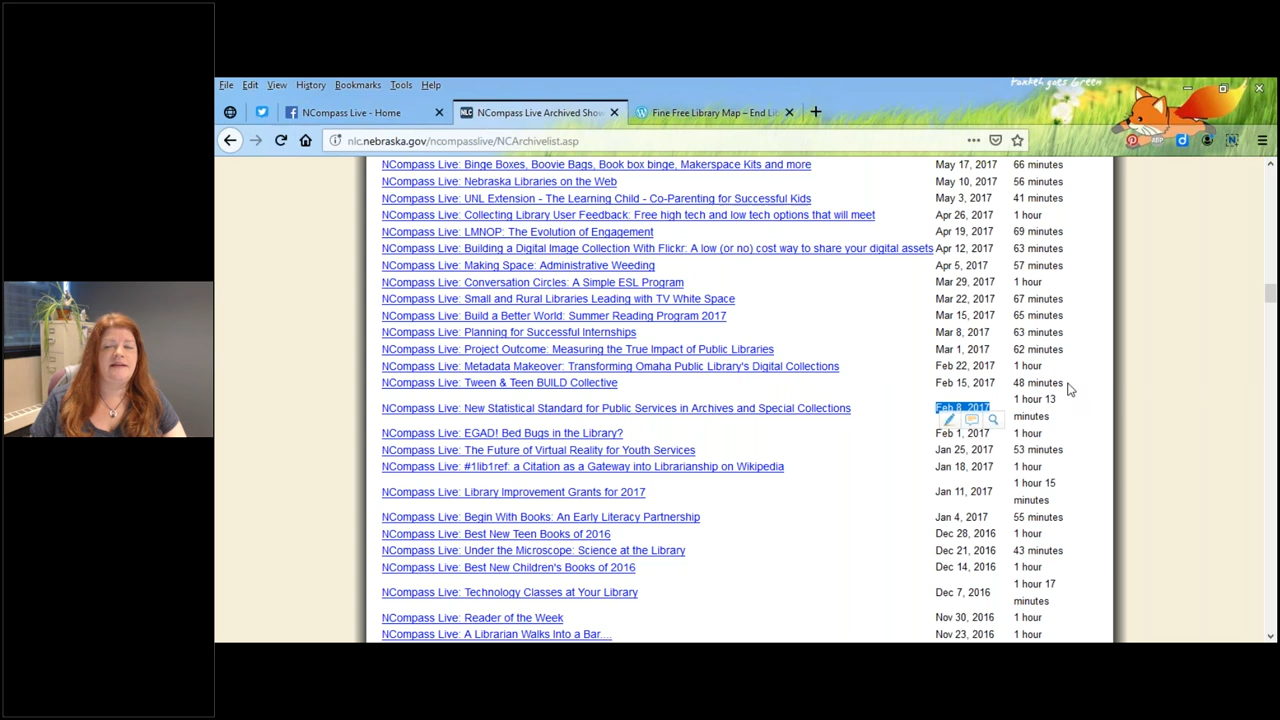 foxkeh goes Green
File Edit View History Bookmarks Tools Help
NCompass Live - Home
NLC NCompass Live Archived Show
Fine Free Library Map – End Lib
nlc.nebraska.gov/ncompasslive/NCArchivelist.asp
NCompass Live: Binge Boxes, Boovie Bags, Book box binge, Makerspace Kits and more May 17, 2017 66 minutes
NCompass Live: Nebraska Libraries on the Web May 10, 2017 56 minutes
NCompass Live: UNL Extension - The Learning Child - Co-Parenting for Successful Kids May 3, 2017 41 minutes
NCompass Live: Collecting Library User Feedback: Free high tech and low tech options that will meet Apr 26, 2017 1 hour
NCompass Live: LMNOP: The Evolution of Engagement Apr 19, 2017 69 minutes
NCompass Live: Building a Digital Image Collection With Flickr: A low (or no) cost way to share your digital assets Apr 12, 2017 63 minutes
NCompass Live: Making Space: Administrative Weeding Apr 5, 2017 57 minutes
NCompass Live: Conversation Circles: A Simple ESL Program Mar 29, 2017 1 hour
NCompass Live: Small and Rural Libraries Leading with TV White Space Mar 22, 2017 67 minutes
NCompass Live: Build a Better World: Summer Reading Program 2017 Mar 15, 2017 65 minutes
NCompass Live: Planning for Successful Internships Mar 8, 2017 63 minutes
NCompass Live: Project Outcome: Measuring the True Impact of Public Libraries Mar 1, 2017 62 minutes
NCompass Live: Metadata Makeover: Transforming Omaha Public Library's Digital Collections Feb 22, 2017 1 hour
NCompass Live: Tween & Teen BUILD Collective Feb 15, 2017 48 minutes
NCompass Live: New Statistical Standard for Public Services in Archives and Special Collections Feb 8, 2017 1 hour 13
minutes
NCompass Live: EGAD! Bed Bugs in the Library? Feb 1, 2017 1 hour
NCompass Live: The Future of Virtual Reality for Youth Services Jan 25, 2017 53 minutes
NCompass Live: #1lib1ref: a Citation as a Gateway into Librarianship on Wikipedia Jan 18, 2017 1 hour
NCompass Live: Library Improvement Grants for 2017 Jan 11, 2017 1 hour 15
minutes
NCompass Live: Begin With Books: An Early Literacy Partnership Jan 4, 2017 55 minutes
NCompass Live: Best New Teen Books of 2016 Dec 28, 2016 1 hour
NCompass Live: Under the Microscope: Science at the Library Dec 21, 2016 43 minutes
NCompass Live: Best New Children's Books of 2016 Dec 14, 2016 1 hour
NCompass Live: Technology Classes at Your Library Dec 7, 2016 1 hour 17
minutes
NCompass Live: Reader of the Week Nov 30, 2016 1 hour
NCompass Live: A Librarian Walks Into a Bar.... Nov 23, 2016 1 hour